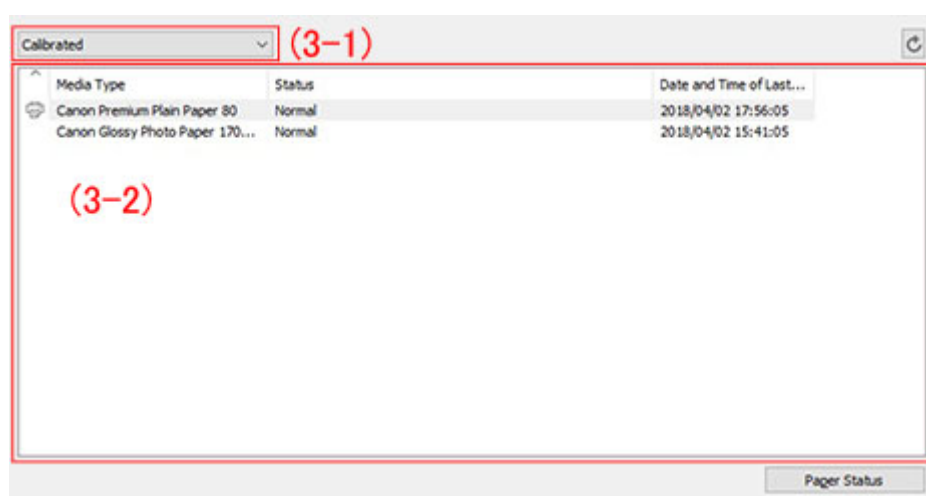 Calibrated (3-1)
Media Type Status Date and Time of Last...
Canon Premium Plain Paper 80 Normal 2018/04/02 17:56:05
Canon Glossy Photo Paper 170... Normal 2018/04/02 15:41:05
(3-2)
Paper Status